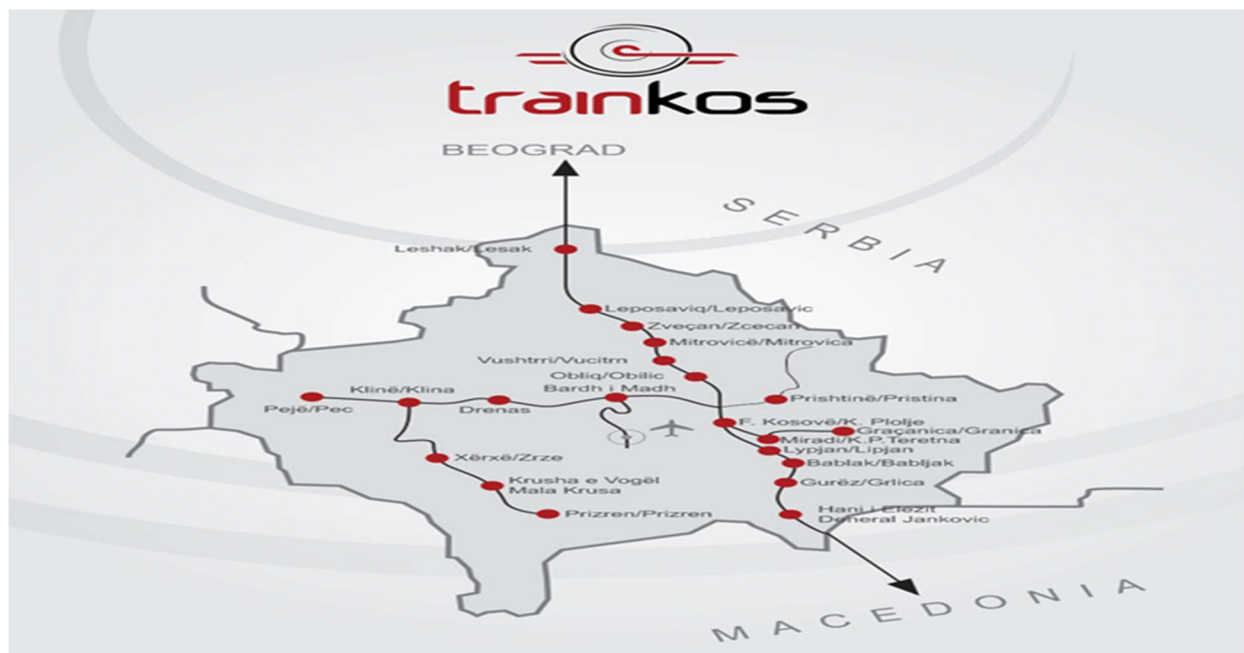 trainkos
BEOGRAD
SERBIA
Leshak/Lesak
Leposaviq/Leposavic
Zveçan/Zcecan
Mitrovicë/Mitrovica
Vushtrri/Vucitrn
Obliq/Obilic
Bardh i Madh
Klinë/Klina
Pejë/Pec
Drenas
Prishtinë/Pristina
F. Kosovë/K. Plolje
Graçanica/Granica
Miradi/K.P.Teretna
Lypjan/Lipjan
Bablak/Babljak
Xërxë/Zrze
Gurëz/Grlica
Krusha e Vogël
Mala Krusa
Prizren/Prizren
Hani i Elezit
Deneral Jankovic
MACEDONIA